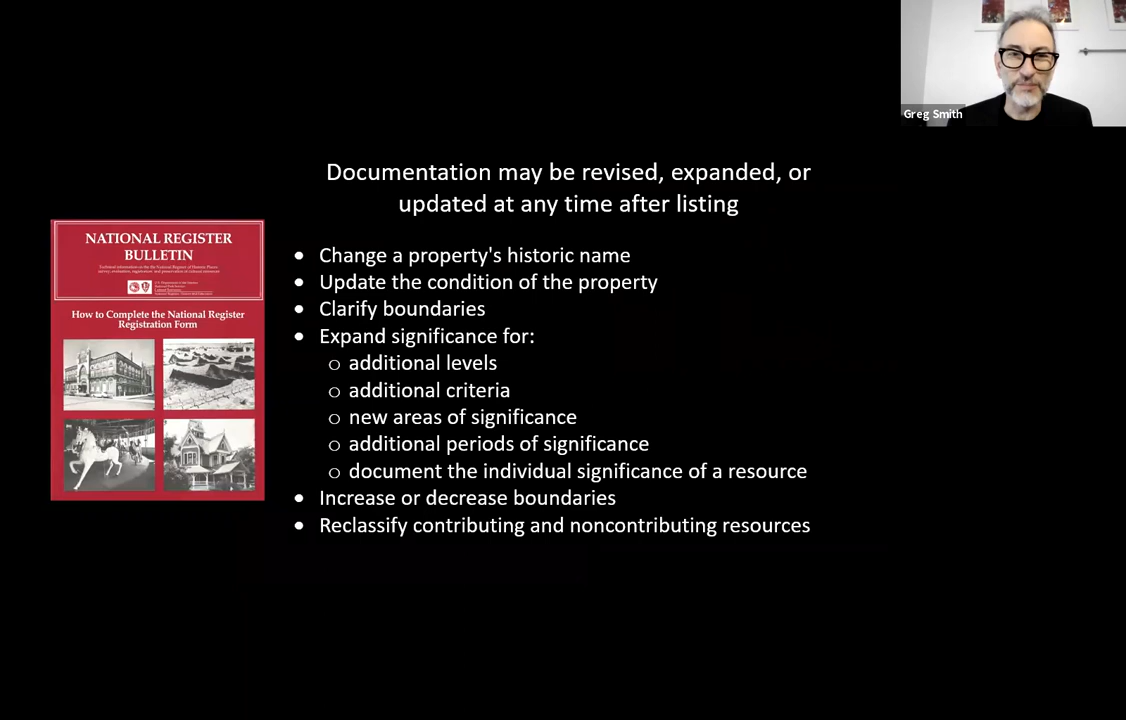 Greg Smith
Documentation may be revised, expanded, or
updated at any time after listing
NATIONAL REGISTER
BULLETIN
How to Complete the National Register
Registration Form
• Change a property's historic name
• Update the condition of the property
• Clarify boundaries
• Expand significance for:
o additional levels
o additional criteria
o new areas of significance
o additional periods of significance
o document the individual significance of a resource
• Increase or decrease boundaries
• Reclassify contributing and noncontributing resources